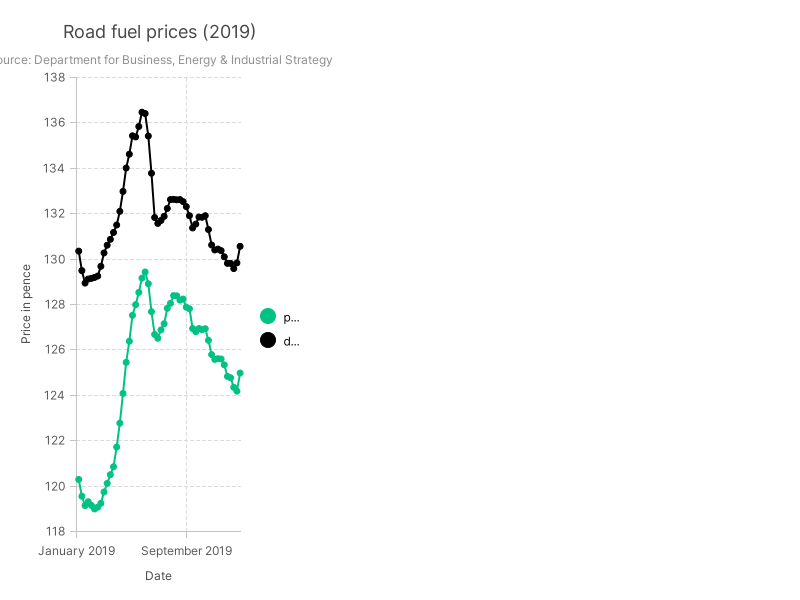 Road fuel prices (2019)
ource: Department for Business, Energy & Industrial Strategy
138
136
134
132
130
128
126
124
122
120
118
Price in pence
January 2019
September 2019
Date
p...
d...